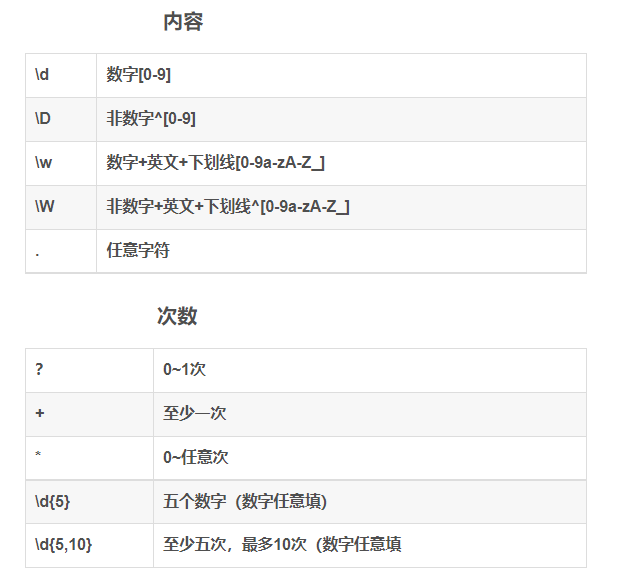 内容
\d 数字[0-9]
\D 非数字^[0-9]
\w 数字+英文+下划线[0-9a-zA-Z_]
\W 非数字+英文+下划线^[0-9a-zA-Z_]
. 任意字符
次数
? 0~1次
+ 至少一次
* 0~任意次
\d{5} 五个数字（数字任意填）
\d{5,10} 至少五次，最多10次（数字任意填